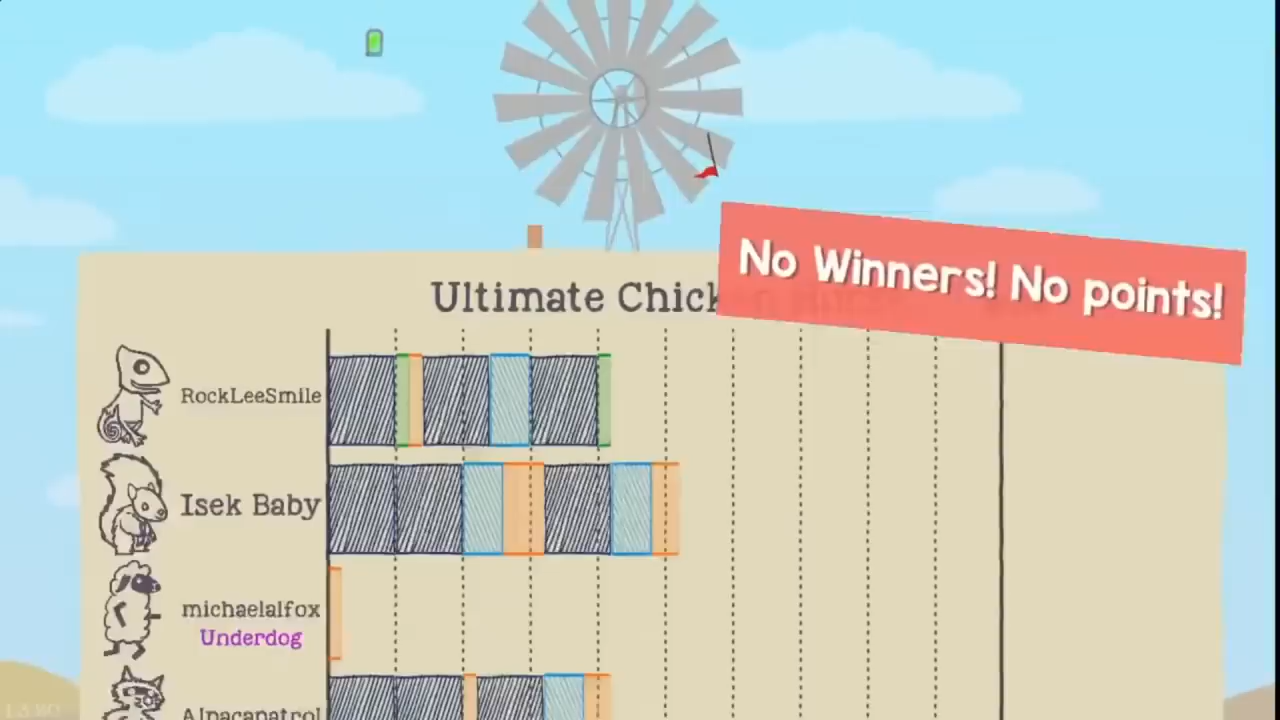 No Winners! No points!
Ultimate Chick
RockLeeSmile
Isek Baby
michaelalfox
Underdog
Alpacapatrol